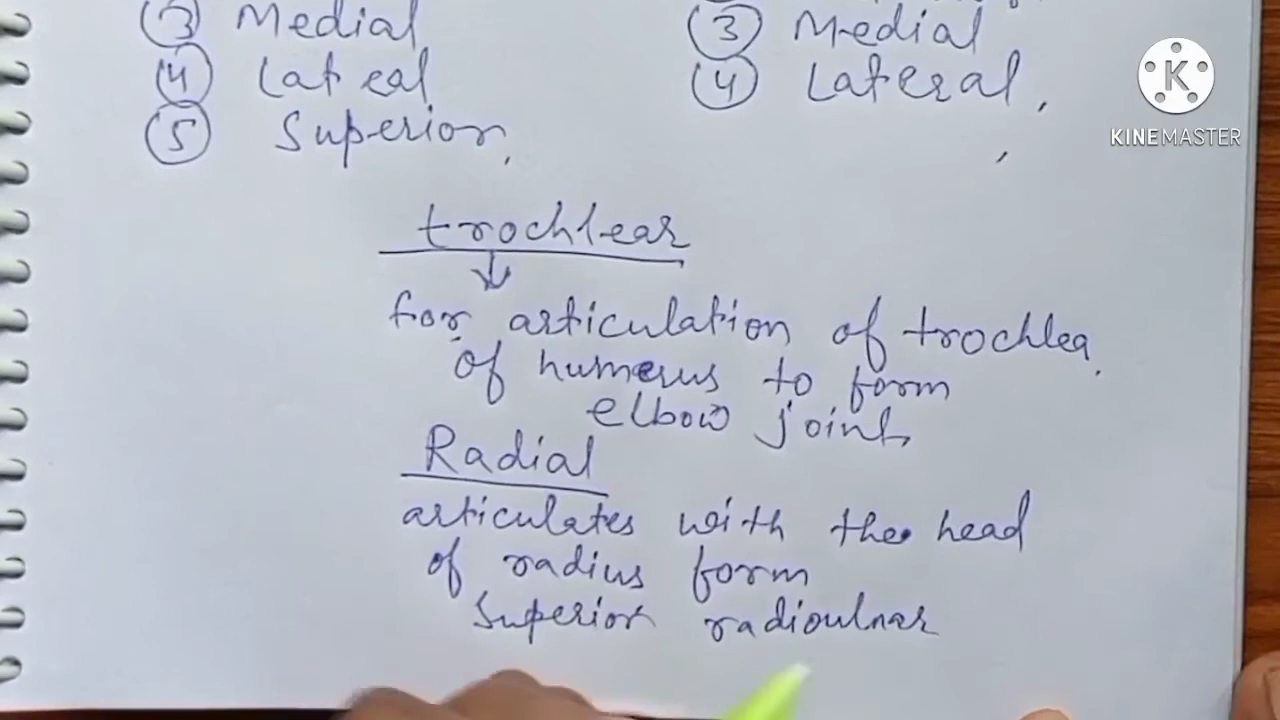 ③ Medial
③ Medial
④ Lateal
④ Lateral,
⑤ Superior,
KINEMASTER
trochlear
↓
for articulation of trochlea
of humerus to form
elbow joint,
Radial
articulates with the head
of radius form
Superior radioulnar